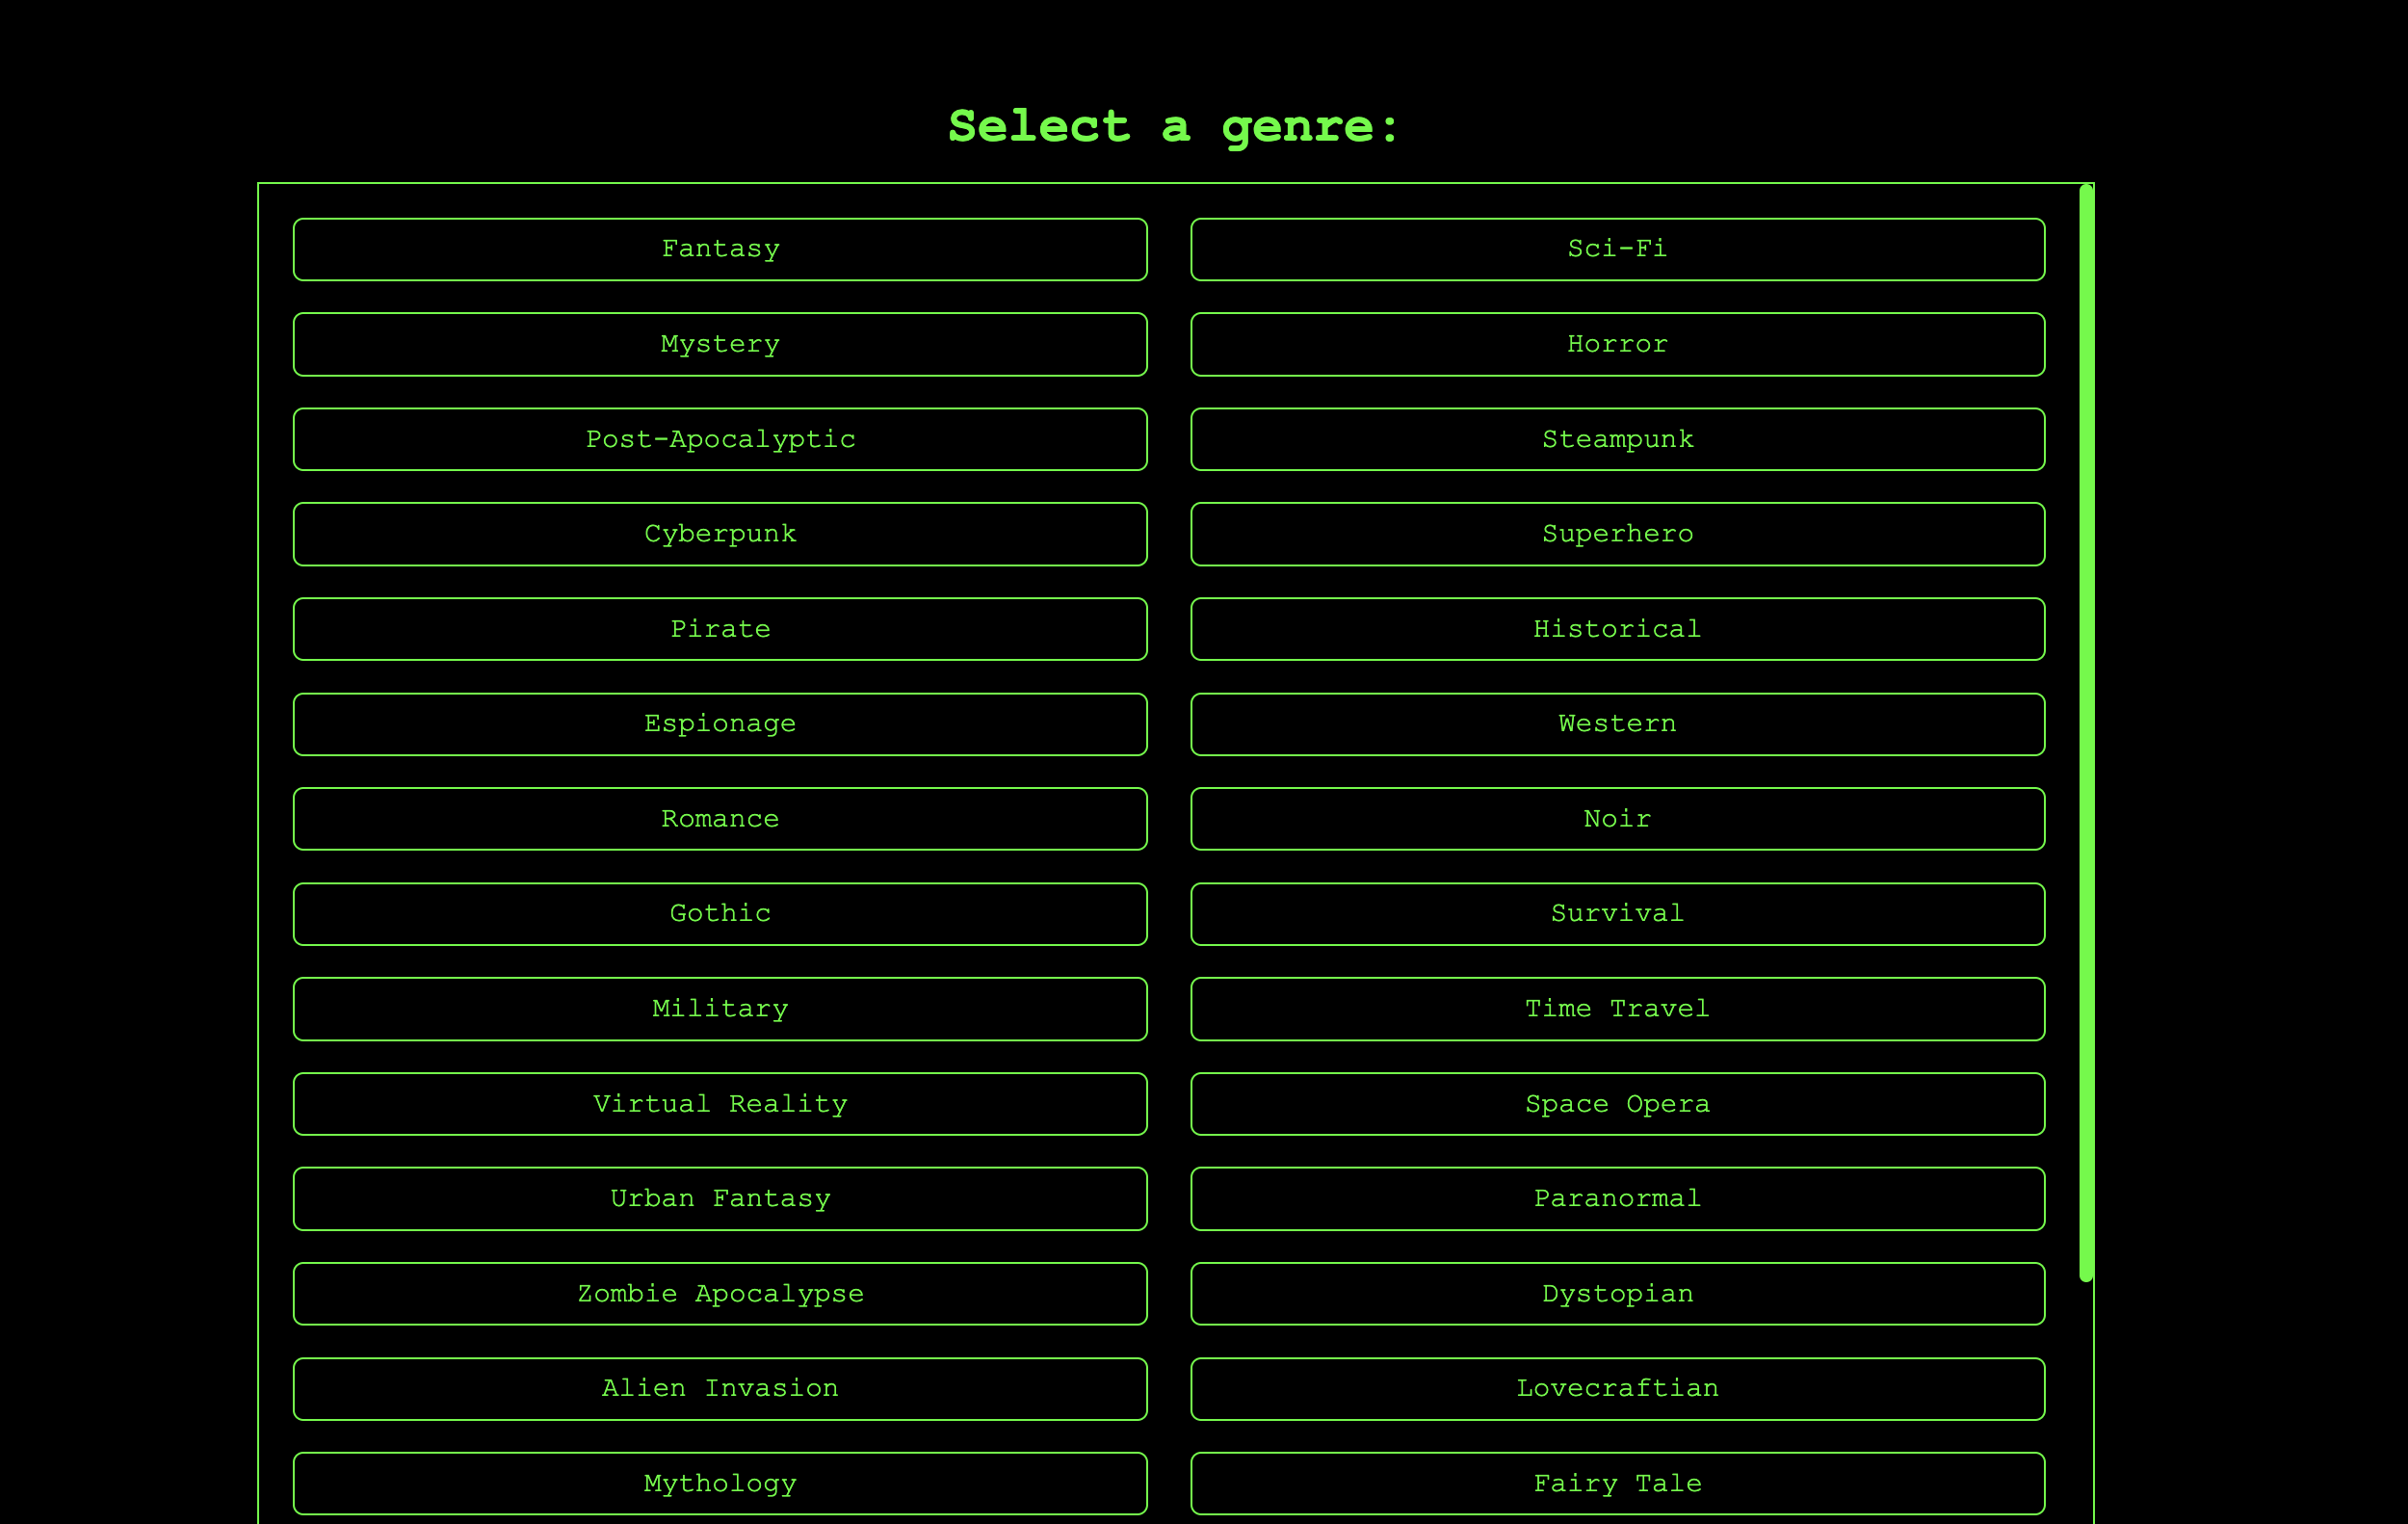 Select a genre:
Fantasy
Sci-Fi
Mystery
Horror
Post-Apocalyptic
Steampunk
Cyberpunk
Superhero
Pirate
Historical
Espionage
Western
Romance
Noir
Gothic
Survival
Military
Time Travel
Virtual Reality
Space Opera
Urban Fantasy
Paranormal
Zombie Apocalypse
Dystopian
Alien Invasion
Lovecraftian
Mythology
Fairy Tale